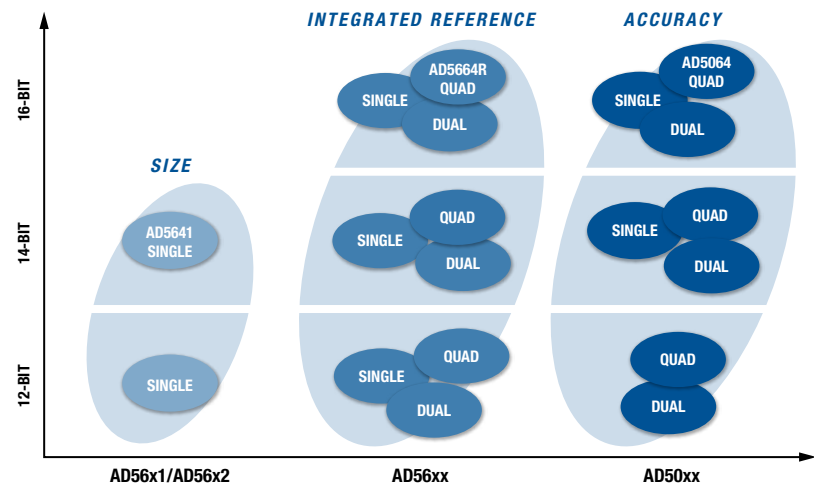 INTEGRATED REFERENCE
ACCURACY
SIZE
16-BIT
SINGLE
AD5664R
QUAD
DUAL
SINGLE
AD5064
QUAD
DUAL
14-BIT
AD5641
SINGLE
SINGLE
QUAD
DUAL
SINGLE
QUAD
DUAL
12-BIT
SINGLE
SINGLE
QUAD
DUAL
QUAD
DUAL
AD56x1/AD56x2
AD56xx
AD50xx